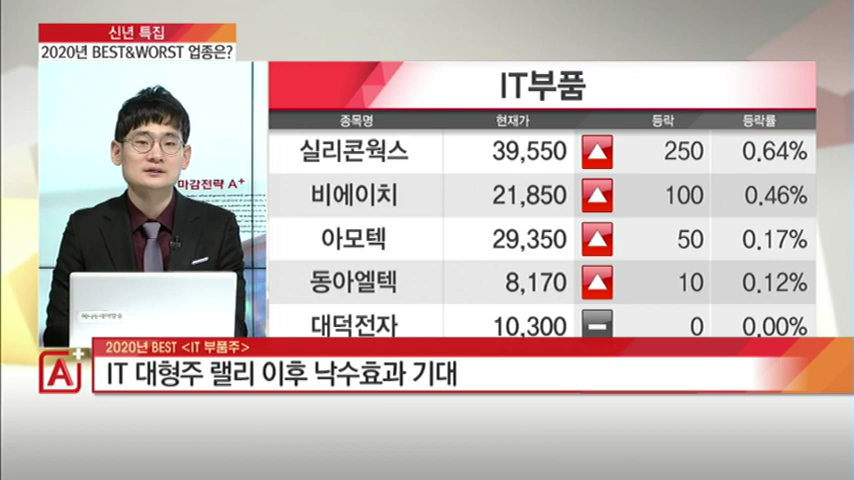 신년 특집
2020년 BEST&WORST 업종은?
마감전략 A+
IT부품
종목명 현재가 등락 등락률
실리콘웍스 39,550 ▲ 250 0.64%
비에이치 21,850 ▲ 100 0.46%
아모텍 29,350 ▲ 50 0.17%
동아엘텍 8,170 ▲ 10 0.12%
대덕전자 10,300 - 0 0.00%
A+
2020년 BEST <IT 부품주>
IT 대형주 랠리 이후 낙수효과 기대